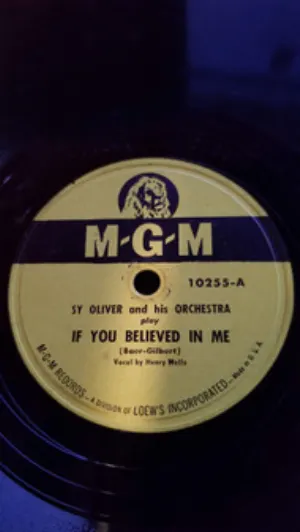 M-G-M
10255-A
SY OLIVER and his ORCHESTRA
play
IF YOU BELIEVED IN ME
(Baer-Gilbert)
Vocal by Henry Wells
M-G-M RECORDS - A DIVISION OF LOEW'S INCORPORATED - Made in U.S.A.